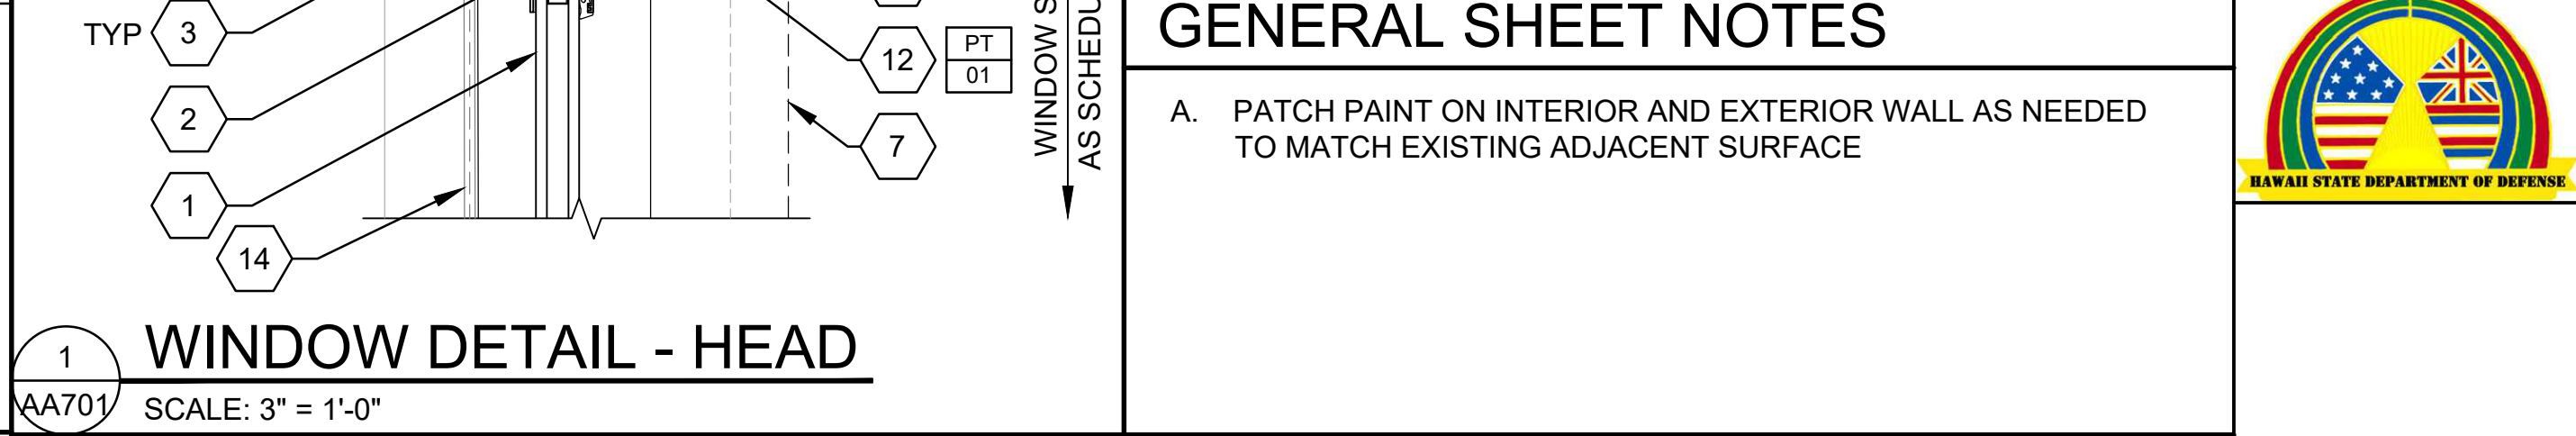 TYP 3
2
1
14
12
PT
01
7
WINDOW
AS
1
AA701
WINDOW DETAIL - HEAD
SCALE: 3" = 1'-0"
GENERAL SHEET NOTES
A. PATCH PAINT ON INTERIOR AND EXTERIOR WALL AS NEEDED
TO MATCH EXISTING ADJACENT SURFACE
HAWAII STATE DEPARTMENT OF DEFENSE